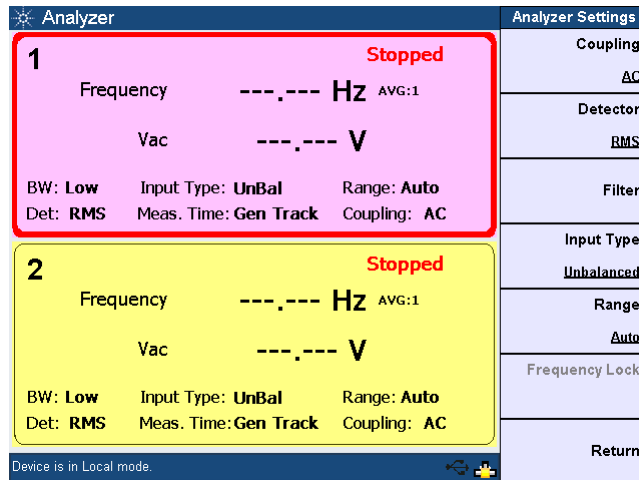 Analyzer
Analyzer Settings
1
Stopped
Frequency ---.--- Hz AVG:1
Vac ---.--- V
BW: Low Input Type: UnBal Range: Auto
Det: RMS Meas. Time: Gen Track Coupling: AC
2
Stopped
Frequency ---.--- Hz AVG:1
Vac ---.--- V
BW: Low Input Type: UnBal Range: Auto
Det: RMS Meas. Time: Gen Track Coupling: AC
Device is in Local mode.
Coupling
AC
Detector
RMS
Filter
Input Type
Unbalanced
Range
Auto
Frequency Lock
Return